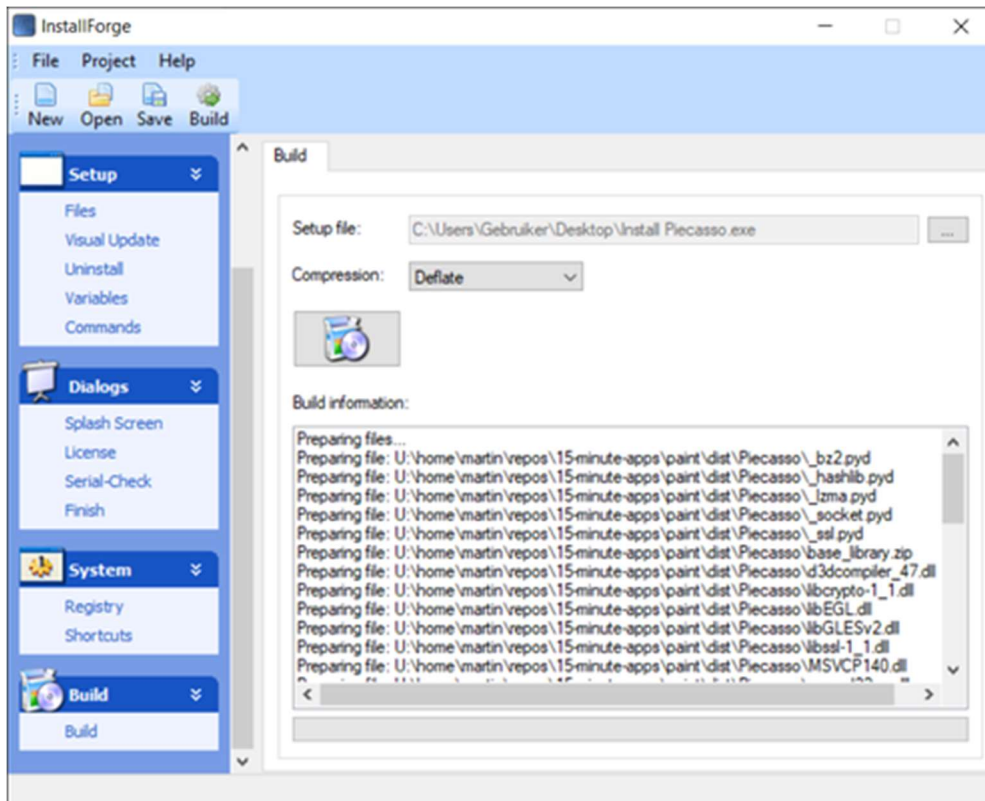 InstallForge
File Project Help
New Open Save Build
Setup
Files
Visual Update
Uninstall
Variables
Commands
Dialogs
Splash Screen
License
Serial-Check
Finish
System
Registry
Shortcuts
Build
Build
Build
Setup file: C:\Users\Gebruiker\Desktop\Install Piecasso.exe ...
Compression: Deflate
Build information:
Preparing files...
Preparing file: U:\home\martin\repos\15-minute-apps\paint\dist\Piecasso\_bz2.pyd
Preparing file: U:\home\martin\repos\15-minute-apps\paint\dist\Piecasso\_hashlib.pyd
Preparing file: U:\home\martin\repos\15-minute-apps\paint\dist\Piecasso\_lzma.pyd
Preparing file: U:\home\martin\repos\15-minute-apps\paint\dist\Piecasso\_socket.pyd
Preparing file: U:\home\martin\repos\15-minute-apps\paint\dist\Piecasso\_ssl.pyd
Preparing file: U:\home\martin\repos\15-minute-apps\paint\dist\Piecasso\base_library.zip
Preparing file: U:\home\martin\repos\15-minute-apps\paint\dist\Piecasso\d3dcompiler_47.dll
Preparing file: U:\home\martin\repos\15-minute-apps\paint\dist\Piecasso\libcrypto-1_1.dll
Preparing file: U:\home\martin\repos\15-minute-apps\paint\dist\Piecasso\libEGL.dll
Preparing file: U:\home\martin\repos\15-minute-apps\paint\dist\Piecasso\libGLESv2.dll
Preparing file: U:\home\martin\repos\15-minute-apps\paint\dist\Piecasso\libssl-1_1.dll
Preparing file: U:\home\martin\repos\15-minute-apps\paint\dist\Piecasso\MSVCP140.dll